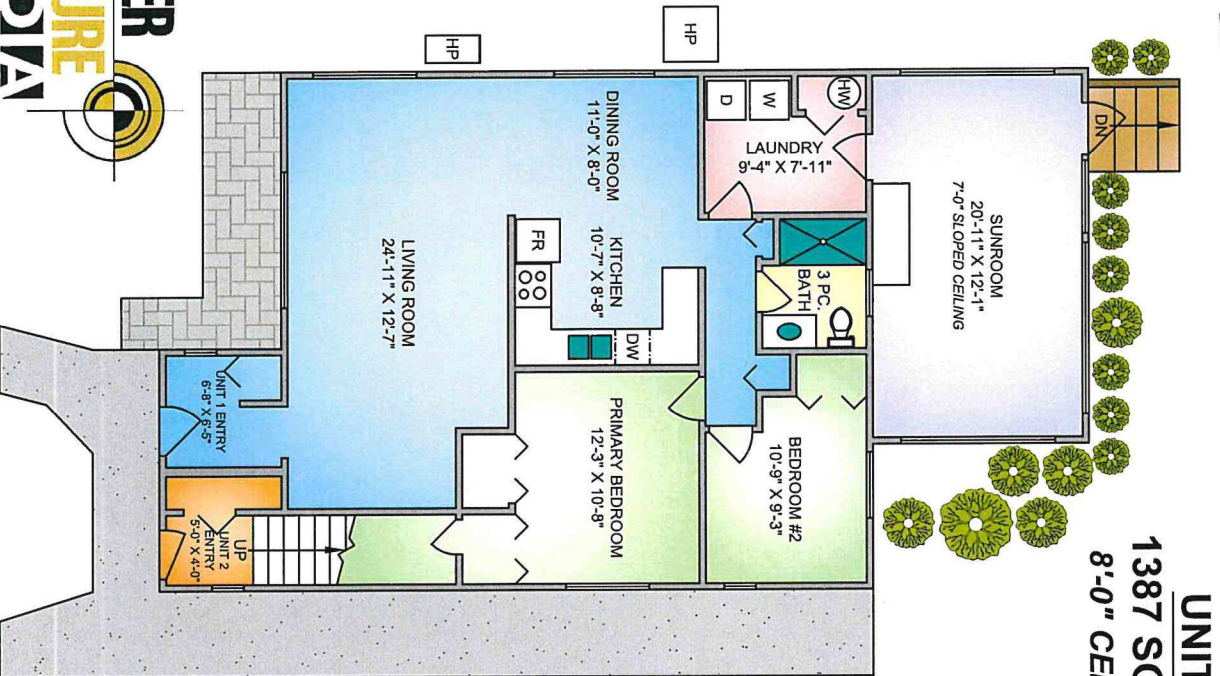 UNIT
1387 SQ
8'-0" CEI
HP
HP
DN
SUNROOM
20'-11" X 12'-1"
7'-0" SLOPED CEILING
HW
W
D
LAUNDRY
9'-4" X 7'-11"
3 PC.
BATH
DINING ROOM
11'-0" X 8'-0"
KITCHEN
10'-7" X 8'-8"
FR
DW
BEDROOM #2
10'-9" X 9'-3"
PRIMARY BEDROOM
12'-3" X 10'-8"
LIVING ROOM
24'-11" X 12'-7"
UNIT 1 ENTRY
6'-8" X 6'-5"
UP
UNIT 2
ENTRY
5'-0" X 4'-0"
ER
URE
DIA